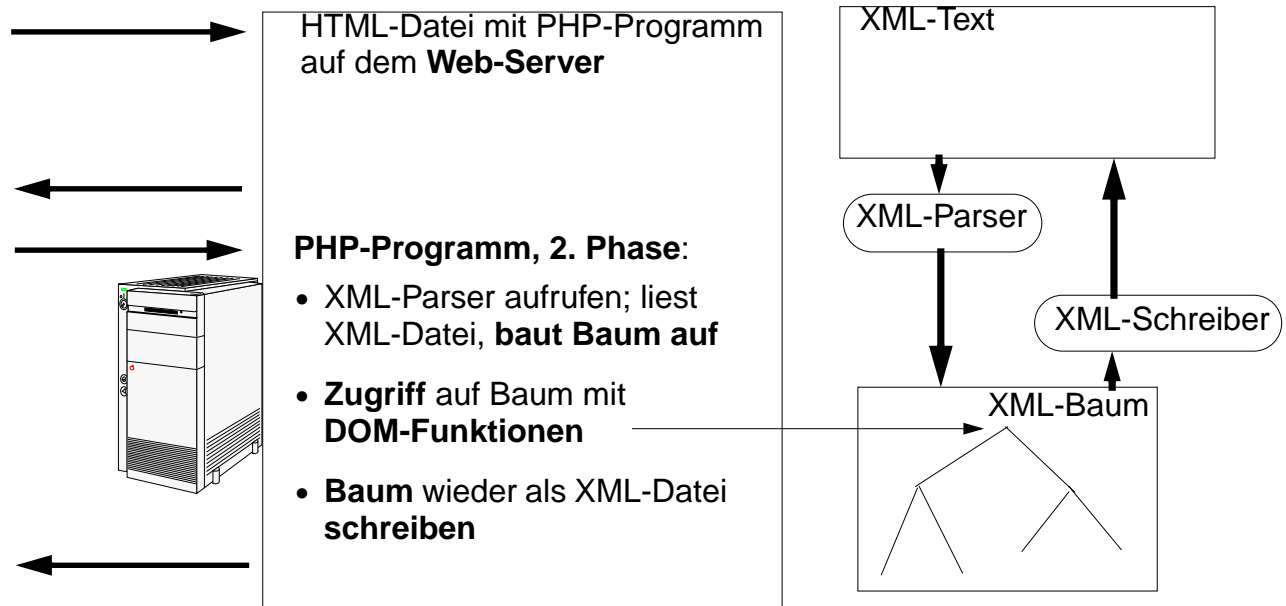 HTML-Datei mit PHP-Programm
auf dem Web-Server
PHP-Programm, 2. Phase:
• XML-Parser aufrufen; liest
XML-Datei, baut Baum auf
• Zugriff auf Baum mit
DOM-Funktionen
• Baum wieder als XML-Datei
schreiben
XML-Text
XML-Parser
XML-Schreiber
XML-Baum